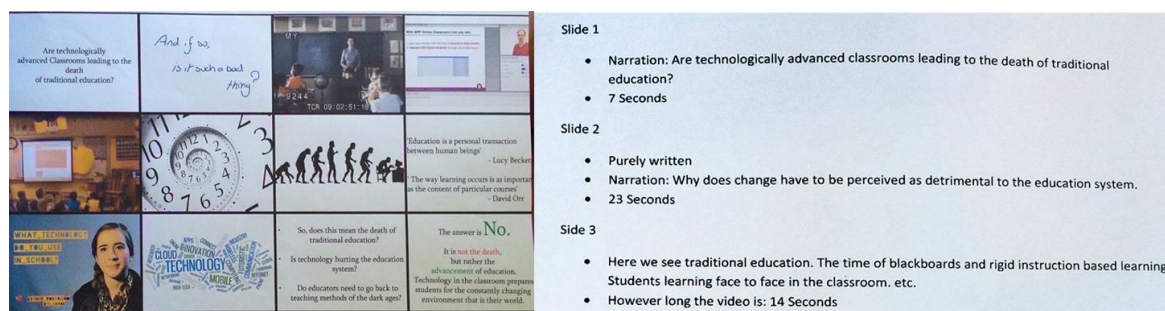 Are technologically
advanced Classrooms leading to the
death
of traditional education?
And if so,
is it such a bad
thing?
MY
9244
TCR 09:02:51:
'Education is a personal transaction
between human beings'
- Lucy Becker
'The way learning occurs is as importan
as the content of particular courses'
- David Orr
WHAT TECHNOLOGY
DO YOU USE
IN SCHOOL?
CLOUD
APPS
INNOVATION
TECHNOLOGY
MOBILE
COMMUNICATION
INDUSTRY
INTERNET
So, does this mean the death of
traditional education?
Is technology hurting the education
system?
Do educators need to go back to
teaching methods of the dark ages?
The answer is No.
It is not the death,
but rather the
advancement of education.
Technology in the classroom prepares
students for the constantly changing
environment that is their world.
Slide 1
• Narration: Are technologically advanced classrooms leading to the death of traditional
education?
• 7 Seconds
Slide 2
• Purely written
• Narration: Why does change have to be perceived as detrimental to the education system.
• 23 Seconds
Slide 3
• Here we see traditional education. The time of blackboards and rigid instruction based learning
Students learning face to face in the classroom. etc.
• However long the video is: 14 Seconds